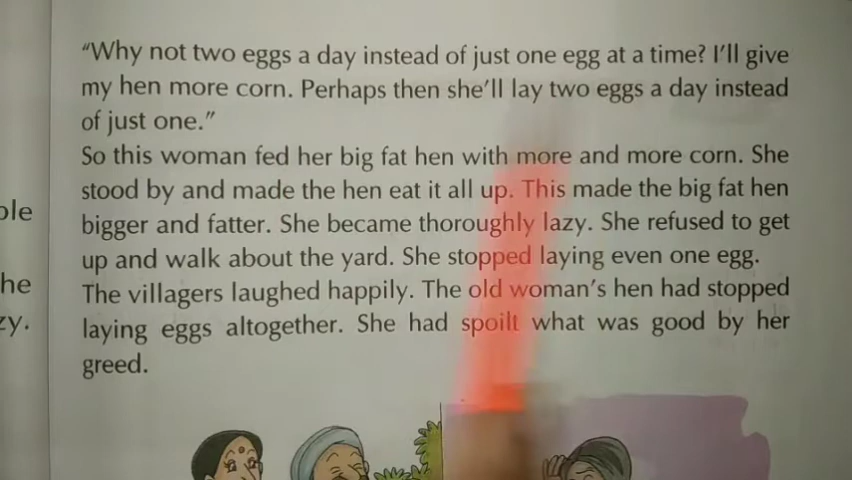 "Why not two eggs a day instead of just one egg at a time? I'll give
my hen more corn. Perhaps then she'll lay two eggs a day instead
of just one."
So this woman fed her big fat hen with more and more corn. She
stood by and made the hen eat it all up. This made the big fat hen
bigger and fatter. She became thoroughly lazy. She refused to get
up and walk about the yard. She stopped laying even one egg.
The villagers laughed happily. The old woman's hen had stopped
laying eggs altogether. She had spoilt what was good by her
greed.